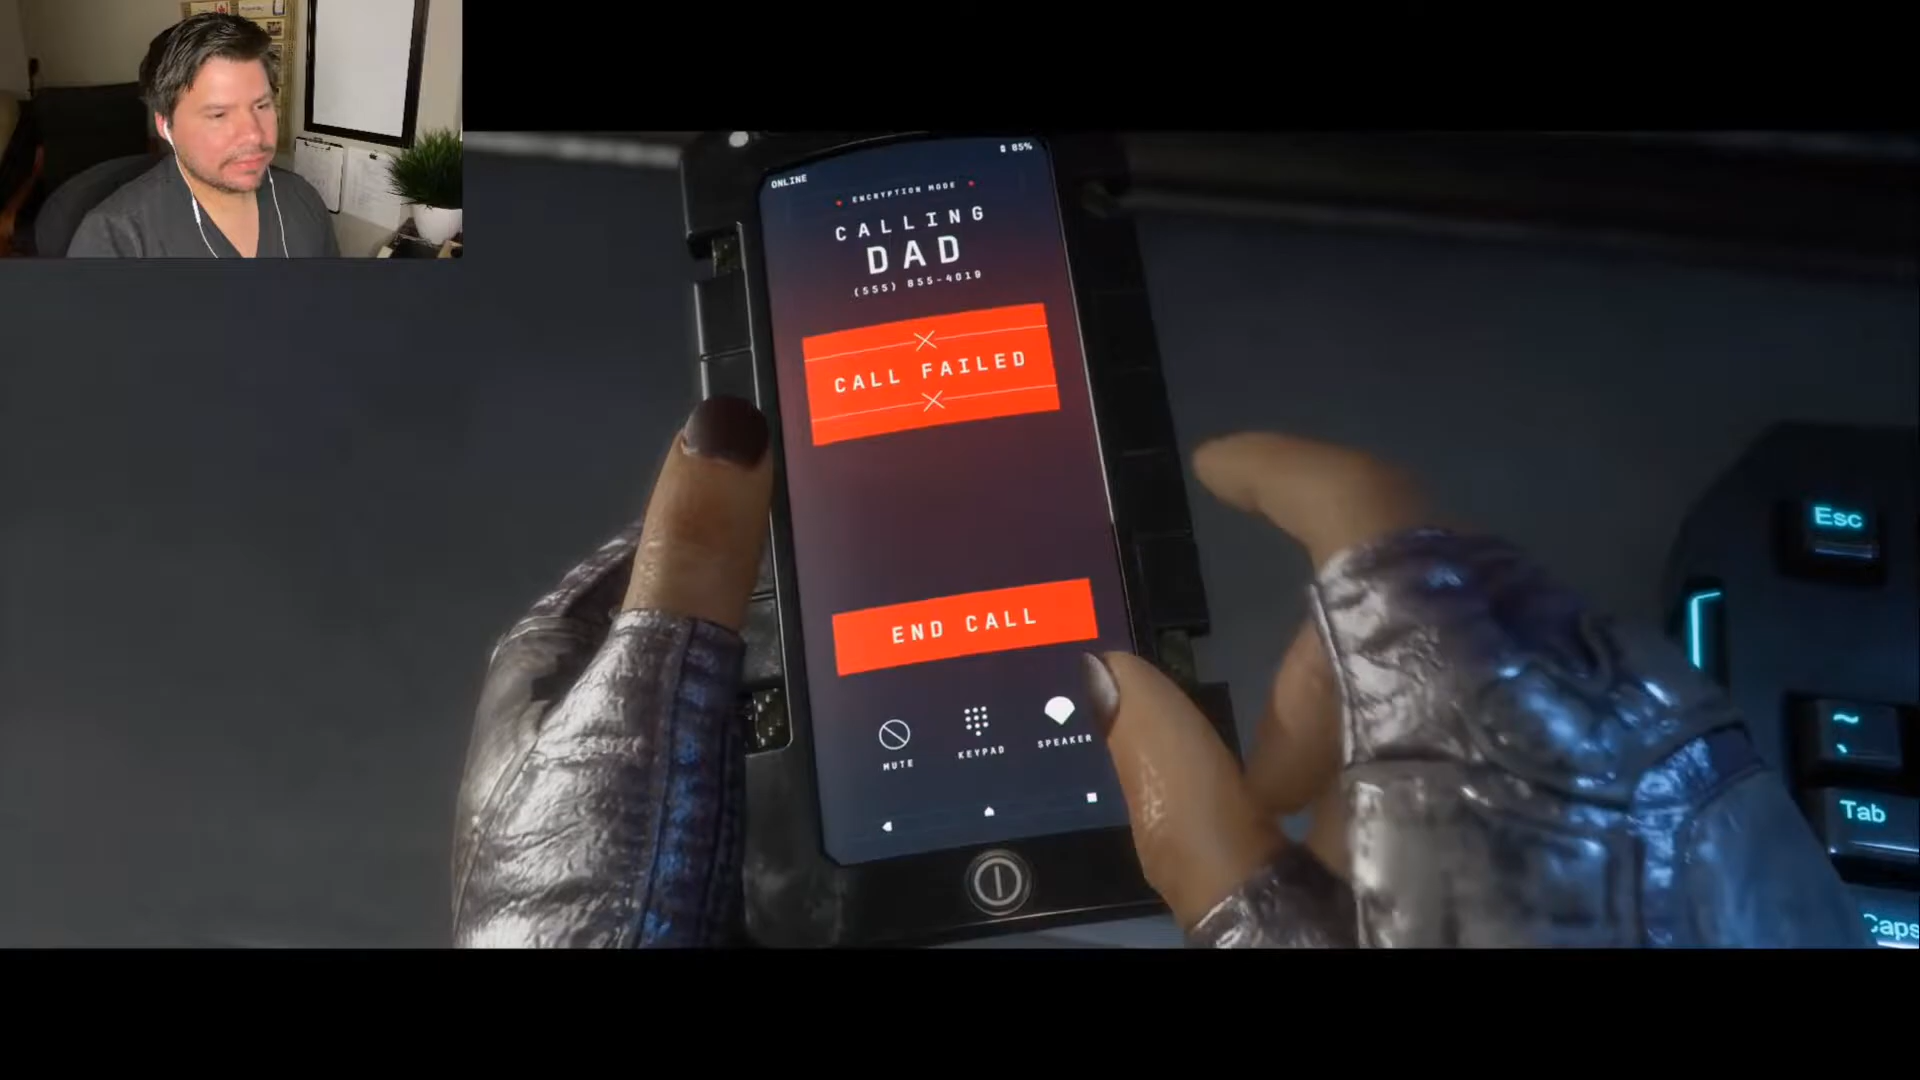 ONLINE
85%
ENCRYPTION MODE
CALLING
DAD
(555) 855-4019
CALL FAILED
END CALL
MUTE
KEYPAD
SPEAKER
Esc
~
Tab
Caps